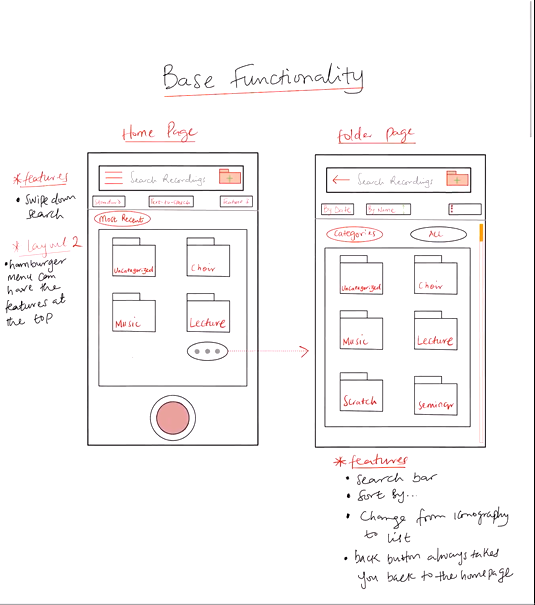 Base Functionality
Home Page
*features
• Swipe down
search
* layout 2
• hamburger
menu can
have the
features at
the top
Search Recordings
Most Recent
Uncategorized
Choir
Music
Lecture
Folder Page
Search Recordings
By Date
By Name
Categories
ALL
Uncategorized
Choir
Music
Lecture
Scratch
Seminar
*features
• Search bar
• Sort By...
• Change from iconography
to list
• back button always takes
you back to the homepage